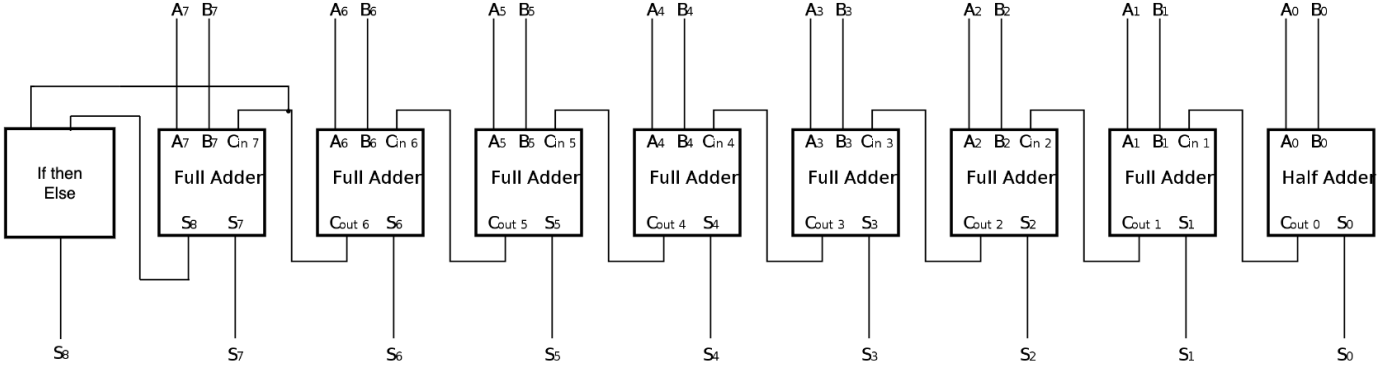 A7 B7 A6 B6 A5 B5 A4 B4 A3 B3 A2 B2 A1 B1 A0 B0
A7 B7 Cin 7 A6 B6 Cin 6 A5 B5 Cin 5 A4 B4 Cin 4 A3 B3 Cin 3 A2 B2 Cin 2 A1 B1 Cin 1 A0 B0
If then
Else
Full Adder Full Adder Full Adder Full Adder Full Adder Full Adder Full Adder Half Adder
S8 S7 Cout 6 S6 Cout 5 S5 Cout 4 S4 Cout 3 S3 Cout 2 S2 Cout 1 S1 Cout 0 S0
S8 S7 S6 S5 S4 S3 S2 S1 S0